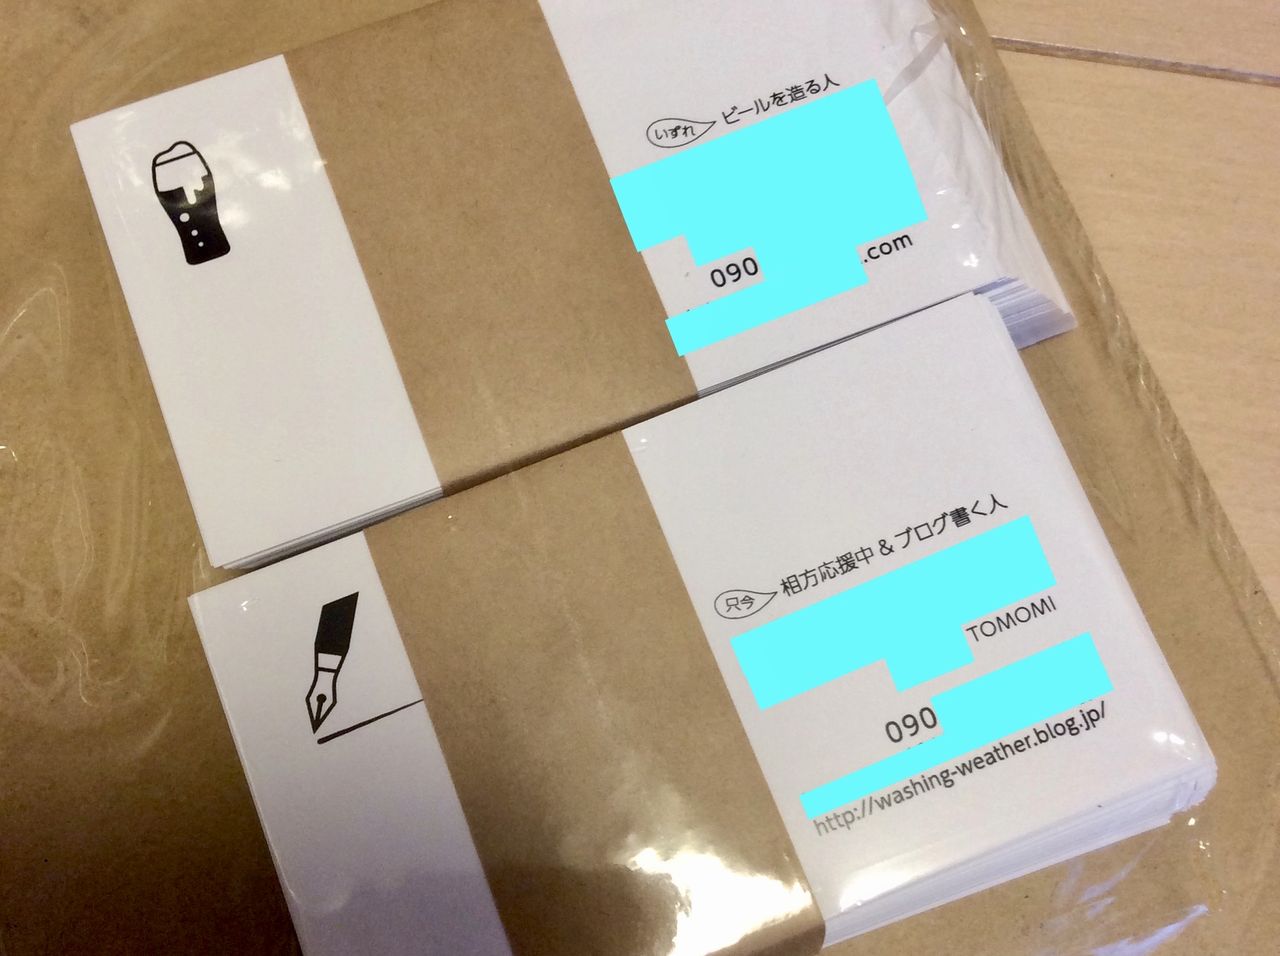 いずれ ビールを造る人
090
.com
只今 相方応援中 & ブログ書く人
TOMOMI
090
http://washing-weather.blog.jp/